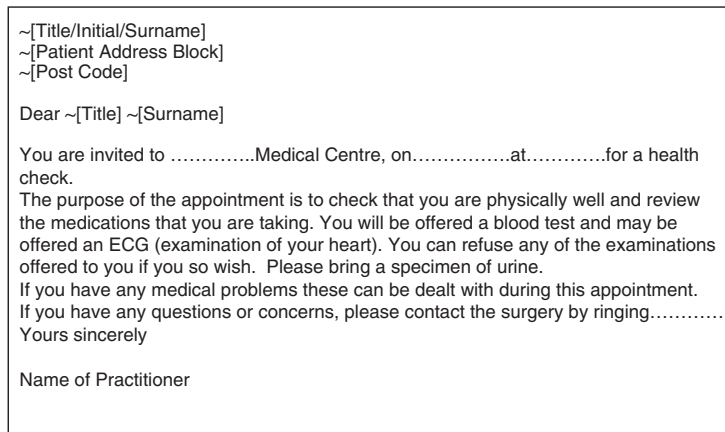 ~[Title/Initial/Surname]
~[Patient Address Block]
~[Post Code]
Dear ~[Title] ~[Surname]
You are invited to …………..Medical Centre, on…………….at………….for a health
check.
The purpose of the appointment is to check that you are physically well and review
the medications that you are taking. You will be offered a blood test and may be
offered an ECG (examination of your heart). You can refuse any of the examinations
offered to you if you so wish.  Please bring a specimen of urine.
If you have any medical problems these can be dealt with during this appointment.
If you have any questions or concerns, please contact the surgery by ringing…………
Yours sincerely
Name of Practitioner